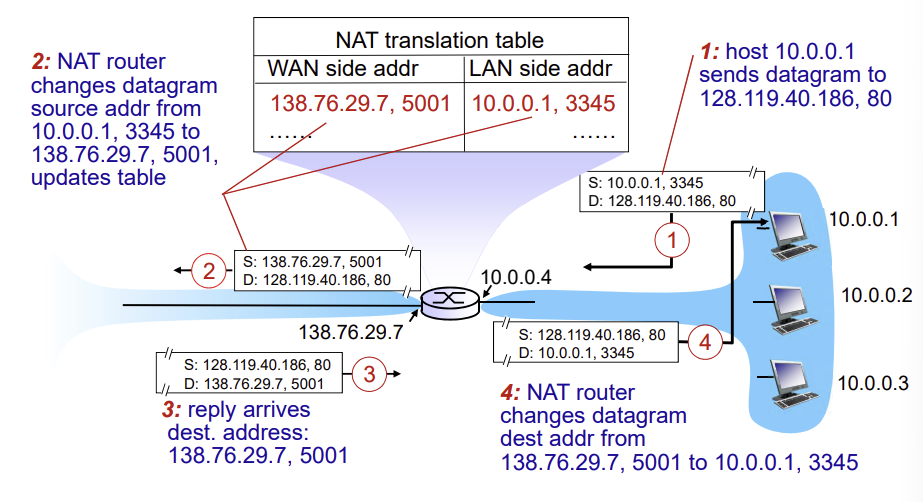 NAT translation table
WAN side addr LAN side addr
138.76.29.7, 5001 10.0.0.1, 3345
...... ......
2: NAT router
changes datagram
source addr from
10.0.0.1, 3345 to
138.76.29.7, 5001,
updates table
1: host 10.0.0.1
sends datagram to
128.119.40.186, 80
S: 10.0.0.1, 3345
D: 128.119.40.186, 80
1
10.0.0.1
S: 138.76.29.7, 5001
D: 128.119.40.186, 80
2
10.0.0.4
10.0.0.2
138.76.29.7
S: 128.119.40.186, 80
D: 10.0.0.1, 3345
4
S: 128.119.40.186, 80
D: 138.76.29.7, 5001
3
10.0.0.3
3: reply arrives
dest. address:
138.76.29.7, 5001
4: NAT router
changes datagram
dest addr from
138.76.29.7, 5001 to 10.0.0.1, 3345